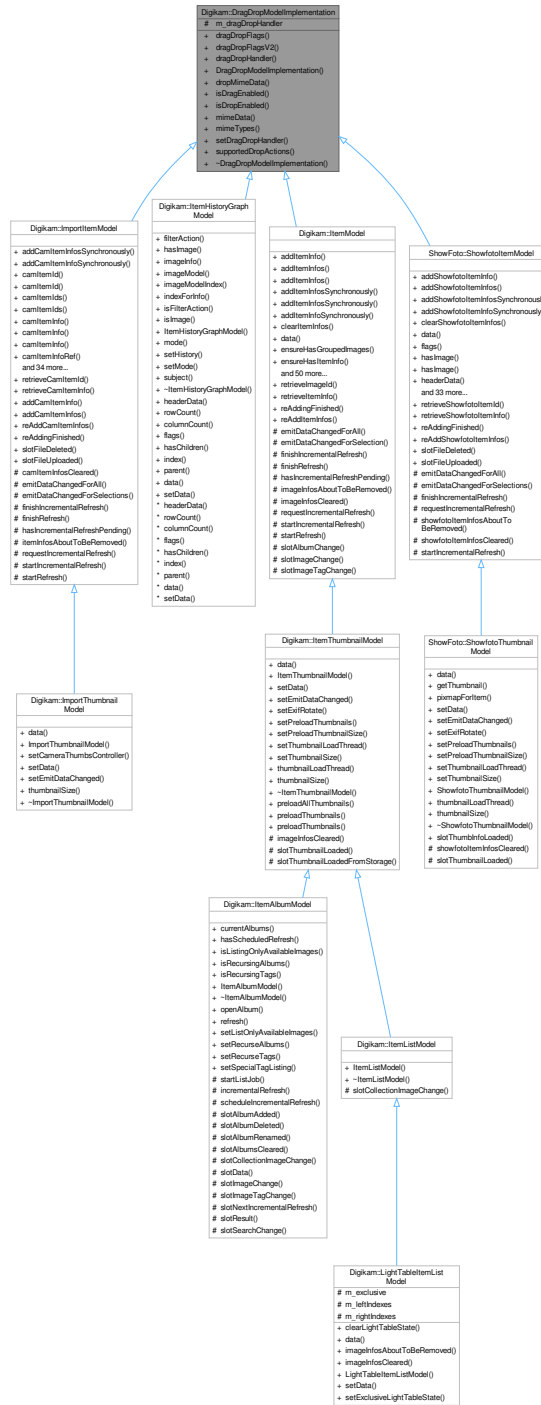 Digikam::DragDropModelImplementation
# m_dragDropHandler
+ dragDropFlags()
+ dragDropFlagsV2()
+ dragDropHandler()
+ DragDropModelImplementation()
+ dropMimeData()
+ isDragEnabled()
+ isDropEnabled()
+ mimeData()
+ mimeTypes()
+ setDragDropHandler()
+ supportedDropActions()
+ ~DragDropModelImplementation()
Digikam::ImportItemModel
+ addCamItemInfosSynchronously()
+ addCamItemInfoSynchronously()
+ camItemId()
+ camItemId()
+ camItemIds()
+ camItemIds()
+ camItemInfo()
+ camItemInfo()
+ camItemInfo()
+ camItemInfoRef()
and 34 more...
+ retrieveCamItemId()
+ retrieveCamItemInfo()
+ addCamItemInfo()
+ addCamItemInfos()
+ reAddCamItemInfos()
+ reAddingFinished()
+ slotFileDeleted()
+ slotFileUploaded()
+ camItemInfosCleared()
# emitDataChangedForAll()
# emitDataChangedForSelections()
# finishIncrementalRefresh()
# finishRefresh()
# hasIncrementalRefreshPending()
# itemInfosAboutToBeRemoved()
# requestIncrementalRefresh()
# startIncrementalRefresh()
# startRefresh()
Digikam::ItemHistoryGraph
Model
+ filterAction()
+ hasImage()
+ imageInfo()
+ imageModel()
+ imageModelIndex()
+ indexForInfo()
+ isFilterAction()
+ isImage()
+ ItemHistoryGraphModel()
+ mode()
+ setHistory()
+ setMode()
+ subject()
+ ~ItemHistoryGraphModel()
* headerData()
* rowCount()
* columnCount()
* flags()
* hasChildren()
* index()
* parent()
* data()
* setData()
* headerData()
* rowCount()
* columnCount()
* flags()
* hasChildren()
* index()
* parent()
* data()
* setData()
Digikam::ItemModel
+ addItemInfo()
+ addItemInfos()
+ addItemInfos()
+ addItemInfosSynchronously()
+ addItemInfosSynchronously()
+ addItemInfoSynchronously()
+ clearItemInfos()
+ data()
+ ensureHasGroupedImages()
+ ensureHasItemInfo()
and 50 more...
+ retrieveImageId()
+ retrieveItemInfo()
+ reAddingFinished()
+ reAddItemInfos()
# emitDataChangedForAll()
# emitDataChangedForSelection()
# finishIncrementalRefresh()
# finishRefresh()
# hasIncrementalRefreshPending()
# imageInfosAboutToBeRemoved()
# imageInfosCleared()
# requestIncrementalRefresh()
# startIncrementalRefresh()
# startRefresh()
# slotAlbumChange()
# slotImageChange()
# slotImageTagChange()
ShowFoto::ShowfotoItemModel
+ addShowfotoItemInfo()
+ addShowfotoItemInfos()
+ addShowfotoItemInfosSynchronously()
+ addShowfotoItemInfoSynchronously()
+ clearShowfotoItemInfos()
+ data()
+ flags()
+ hasImage()
+ hasImage()
+ headerData()
and 33 more...
+ retrieveShowfotoItemId()
+ retrieveShowfotoItemInfo()
+ reAddingFinished()
+ reAddShowfotoItemInfos()
+ slotFileDeleted()
+ slotFileUploaded()
# emitDataChangedForAll()
# emitDataChangedForSelections()
# finishIncrementalRefresh()
# requestIncrementalRefresh()
# showfotoItemInfosAboutTo
BeRemoved()
# showfotoItemInfosCleared()
# startIncrementalRefresh()
Digikam::ImportThumbnail
Model
+ data()
+ ImportThumbnailModel()
+ setCameraThumbsController()
+ setData()
+ setEmitDataChanged()
+ thumbnailSize()
+ ~ImportThumbnailModel()
Digikam::ItemThumbnailModel
+ data()
+ ItemThumbnailModel()
+ setData()
+ setEmitDataChanged()
+ setExifRotate()
+ setPreloadThumbnails()
+ setPreloadThumbnailSize()
+ setThumbnailLoadThread()
+ setThumbnailSize()
+ thumbnailLoadThread()
+ thumbnailSize()
+ ~ItemThumbnailModel()
+ preloadAllThumbnails()
+ preloadThumbnails()
+ preloadThumbnails()
# imageInfosCleared()
# slotThumbnailLoaded()
# slotThumbnailLoadedFromStorage()
ShowFoto::ShowfotoThumbnail
Model
+ data()
+ getThumbnail()
+ pixmapForItem()
+ setData()
+ setEmitDataChanged()
+ setExifRotate()
+ setPreloadThumbnails()
+ setPreloadThumbnailSize()
+ setThumbnailLoadThread()
+ setThumbnailSize()
+ ShowfotoThumbnailModel()
+ thumbnailLoadThread()
+ thumbnailSize()
+ ~ShowfotoThumbnailModel()
+ slotThumbInfoLoaded()
# showfotoItemInfosCleared()
# slotThumbnailLoaded()
Digikam::ItemAlbumModel
+ currentAlbums()
+ hasScheduledRefresh()
+ isListingOnlyAvailableImages()
+ isRecursingAlbums()
+ isRecursingTags()
+ ItemAlbumModel()
+ ~ItemAlbumModel()
+ openAlbum()
+ refresh()
+ setListOnlyAvailableImages()
+ setRecurseAlbums()
+ setRecurseTags()
+ setSpecialTagListing()
# startListJob()
# incrementalRefresh()
# scheduleIncrementalRefresh()
# slotAlbumAdded()
# slotAlbumDeleted()
# slotAlbumRenamed()
# slotAlbumsCleared()
# slotCollectionImageChange()
# slotData()
# slotImageChange()
# slotImageTagChange()
# slotNextIncrementalRefresh()
# slotResult()
# slotSearchChange()
Digikam::ItemListModel
+ ItemListModel()
+ ~ItemListModel()
# slotCollectionImageChange()
Digikam::LightTableItemList
Model
# m_exclusive
# m_leftIndexes
# m_rightIndexes
+ clearLightTableState()
+ data()
+ imageInfosAboutToBeRemoved()
+ imageInfosCleared()
+ LightTableItemListModel()
+ setData()
+ setExclusiveLightTableState()